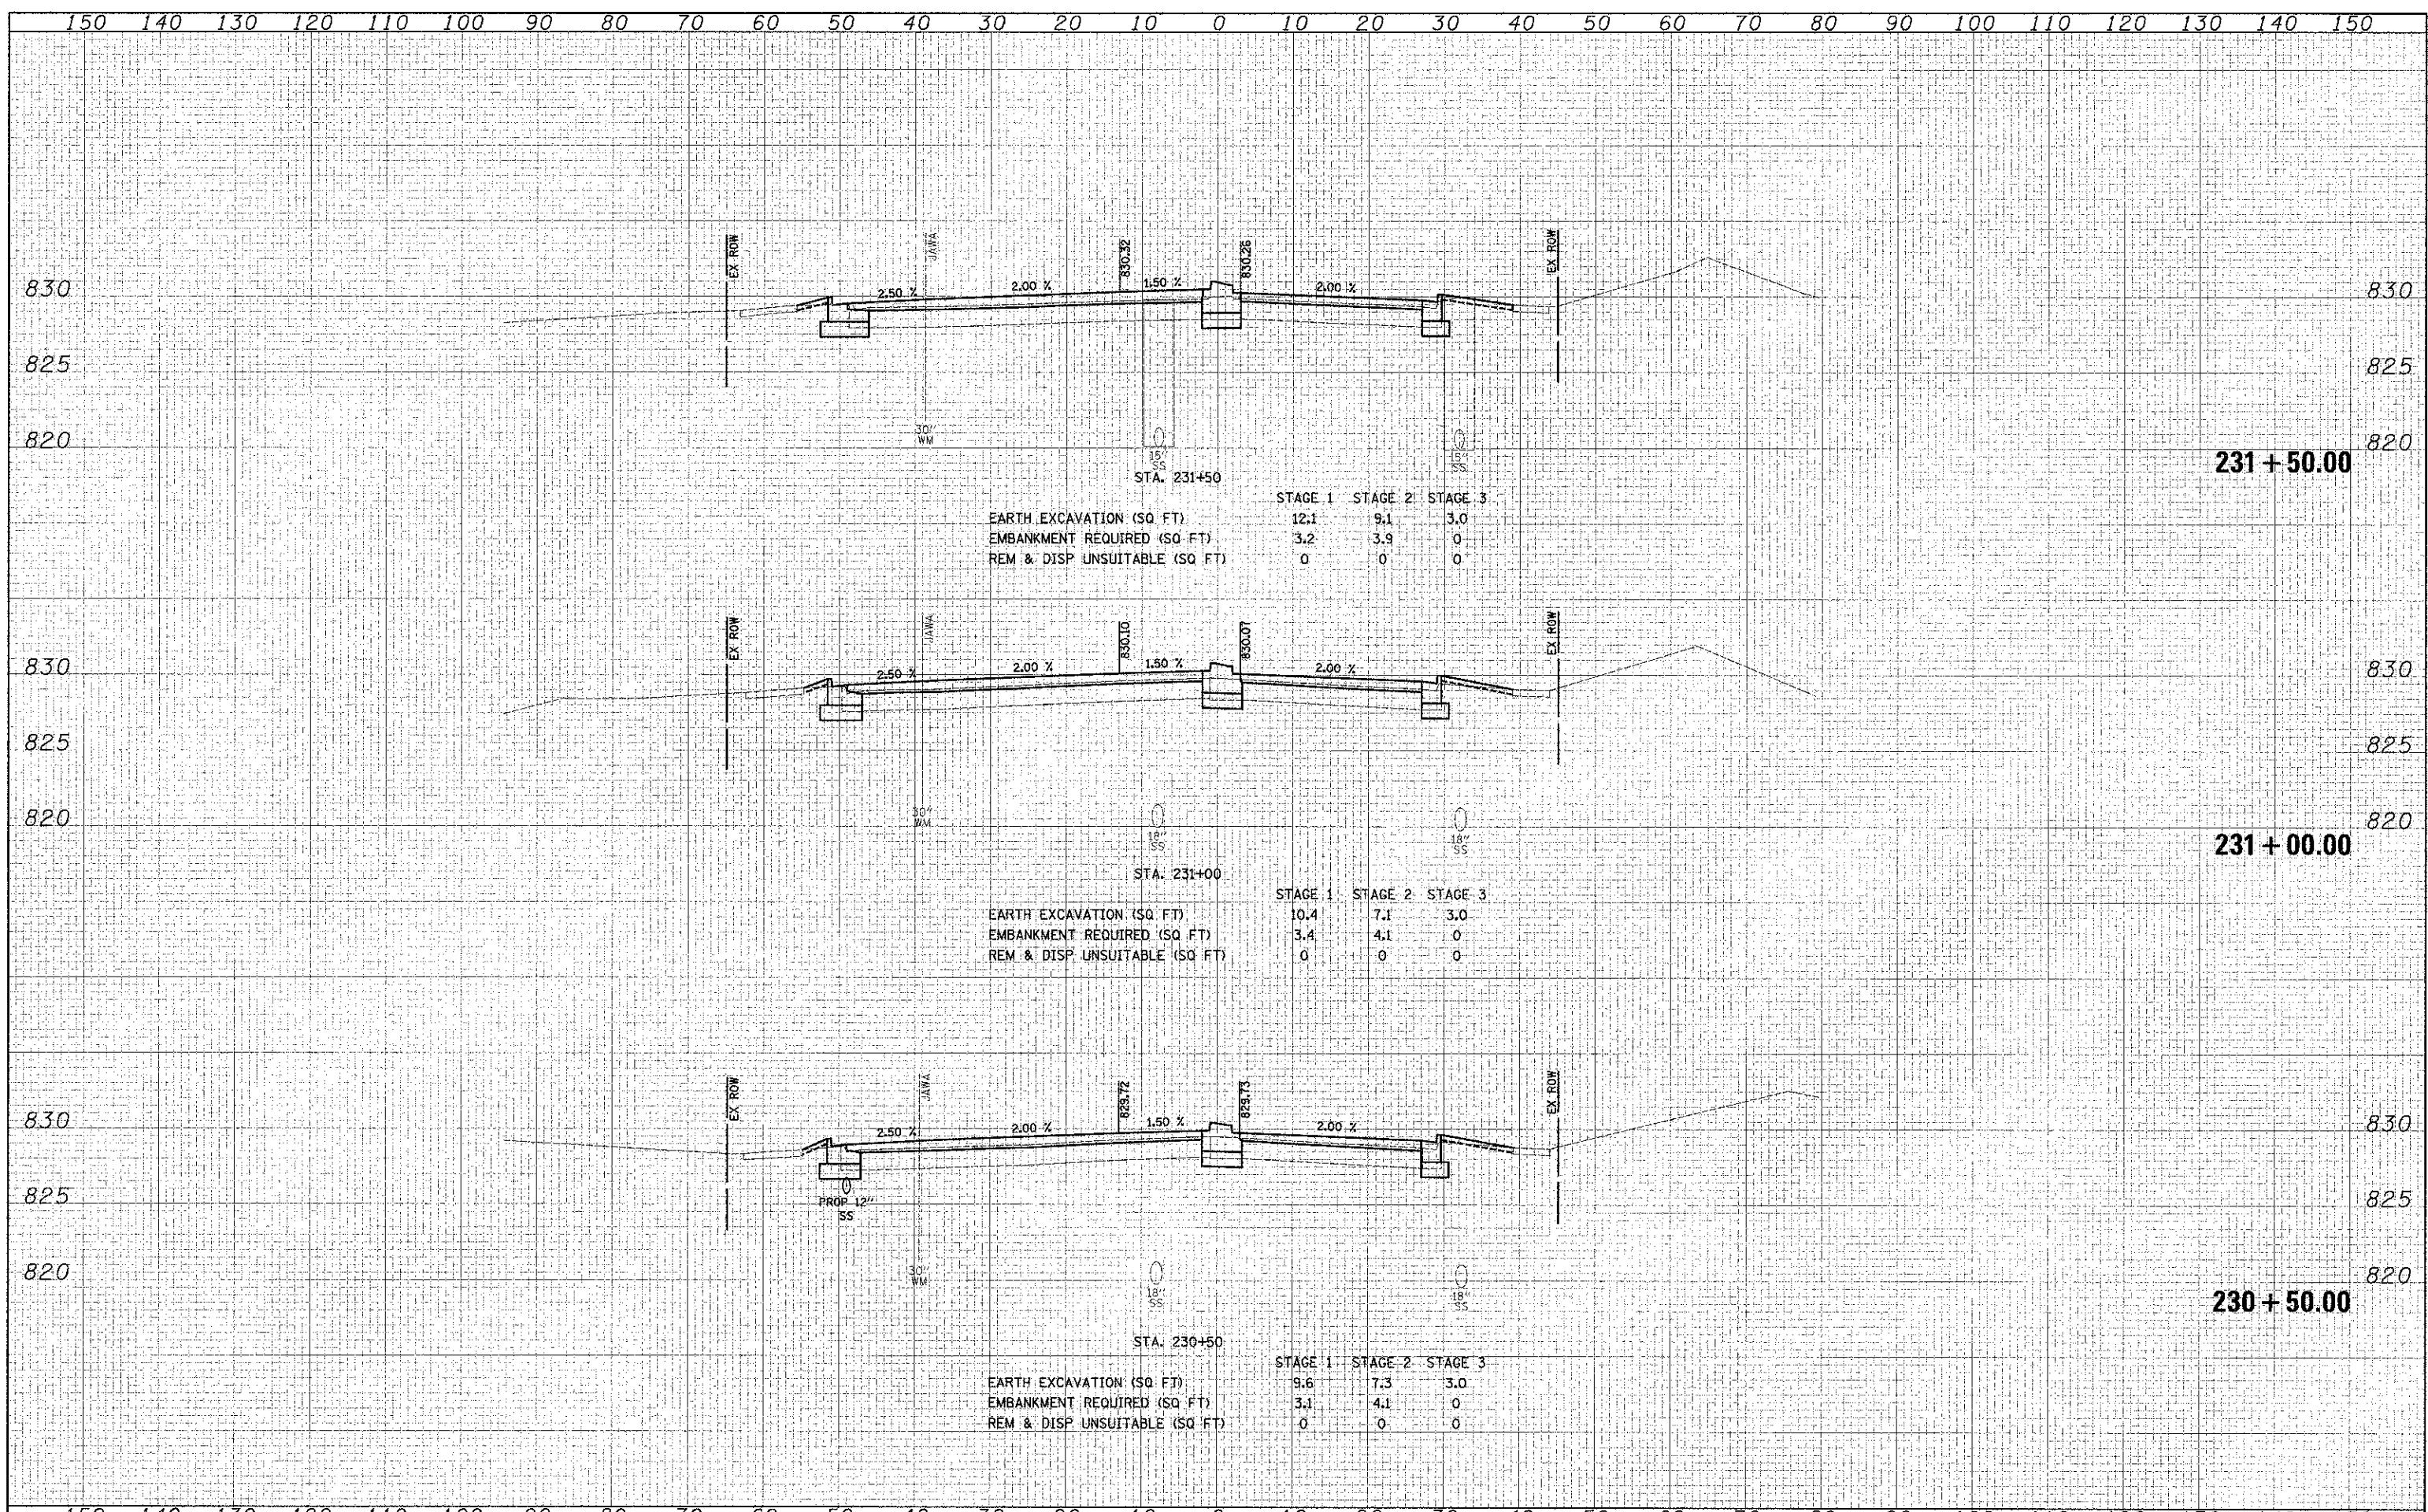 150 140 130 120 110 100 90 80 70 60 50 40 30 20 10 0 10 20 30 40 50 60 70 80 90 100 110 120 130 140 150
EX ROW
JAWA
830.32
830.26
EX ROW
830 2.50 % 2.00 % 1.50 % 2.00 % 830
825 825
820 30" WM 820
15" SS
SS
231 + 50.00
STA. 231+50
STAGE 1 STAGE 2 STAGE 3
EARTH EXCAVATION (SQ FT) 12.1 9.1 3.0
EMBANKMENT REQUIRED (SQ FT) 3.2 3.9 0
REM & DISP UNSUITABLE (SQ FT) 0 0 0
EX ROW
JAWA
830.10
830.07
EX ROW
830 2.50 % 2.00 % 1.50 % 2.00 % 830
825 825
820 30" WM 820
18" SS
18" SS
231 + 00.00
STA. 231+00
STAGE 1 STAGE 2 STAGE 3
EARTH EXCAVATION (SQ FT) 10.4 7.1 3.0
EMBANKMENT REQUIRED (SQ FT) 3.4 4.1 0
REM & DISP UNSUITABLE (SQ FT) 0 0 0
EX ROW
JAWA
829.72
829.73
EX ROW
830 2.50 % 2.00 % 1.50 % 2.00 % 830
825 825
PROP 12"
SS
820 30" WM 820
18" SS
18" SS
230 + 50.00
STA. 230+50
STAGE 1 STAGE 2 STAGE 3
EARTH EXCAVATION (SQ FT) 9.6 7.3 3.0
EMBANKMENT REQUIRED (SQ FT) 3.1 4.1 0
REM & DISP UNSUITABLE (SQ FT) 0 0 0